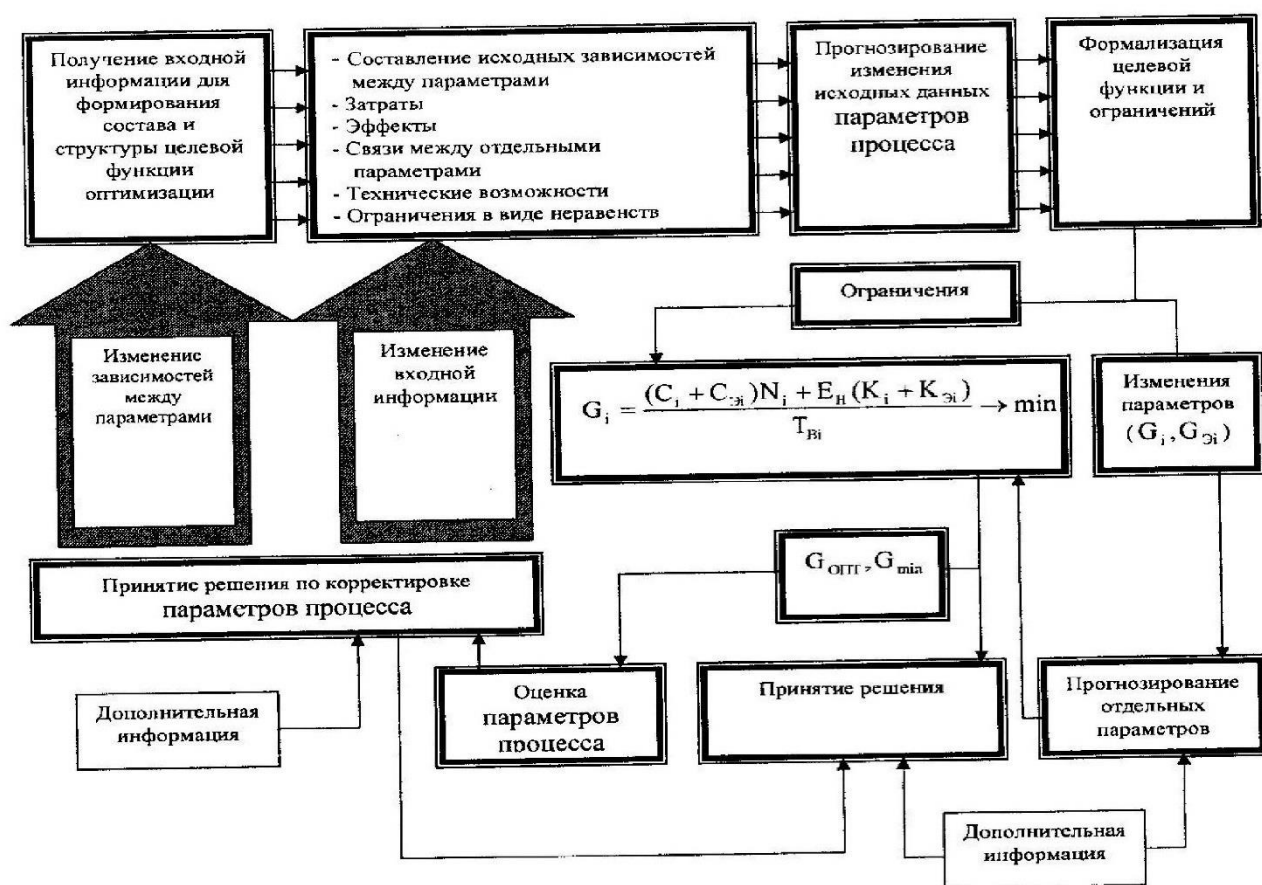 Получение входной
информации для
формирования
состава и
структуры целевой
функции
оптимизации
- Составление исходных зависимостей
между параметрами
- Затраты
- Эффекты
- Связи между отдельными
параметрами
- Технические возможности
- Ограничения в виде неравенств
Прогнозирование
изменения
исходных данных
параметров
процесса
Формализация
целевой
функции и
ограничений
Ограничения
Изменение
зависимостей
между
параметрами
Изменение
входной
информации
G_i = ((C_i + C_Эi)N_i + E_H(K_i + K_Эi)) / T_Bi → min
Изменения
параметров
(G_i, G_Эi)
G_ОПТ, G_min
Принятие решения по корректировке
параметров процесса
Дополнительная
информация
Оценка
параметров
процесса
Принятие решения
Прогнозирование
отдельных
параметров
Дополнительная
информация